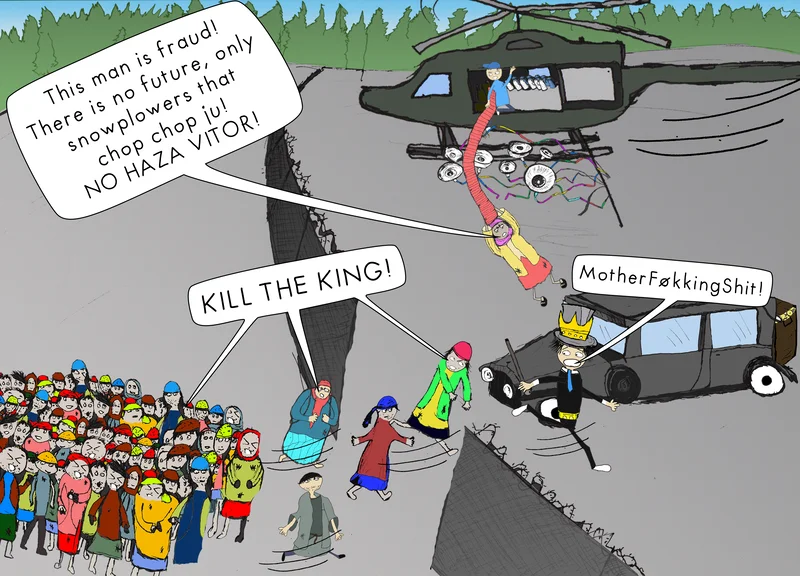 This man is fraud!
There is no future, only
snowplowers that
chop chop ju!
NO HAZA VITOR!
KILL THE KING!
MotherFøkkingShit!